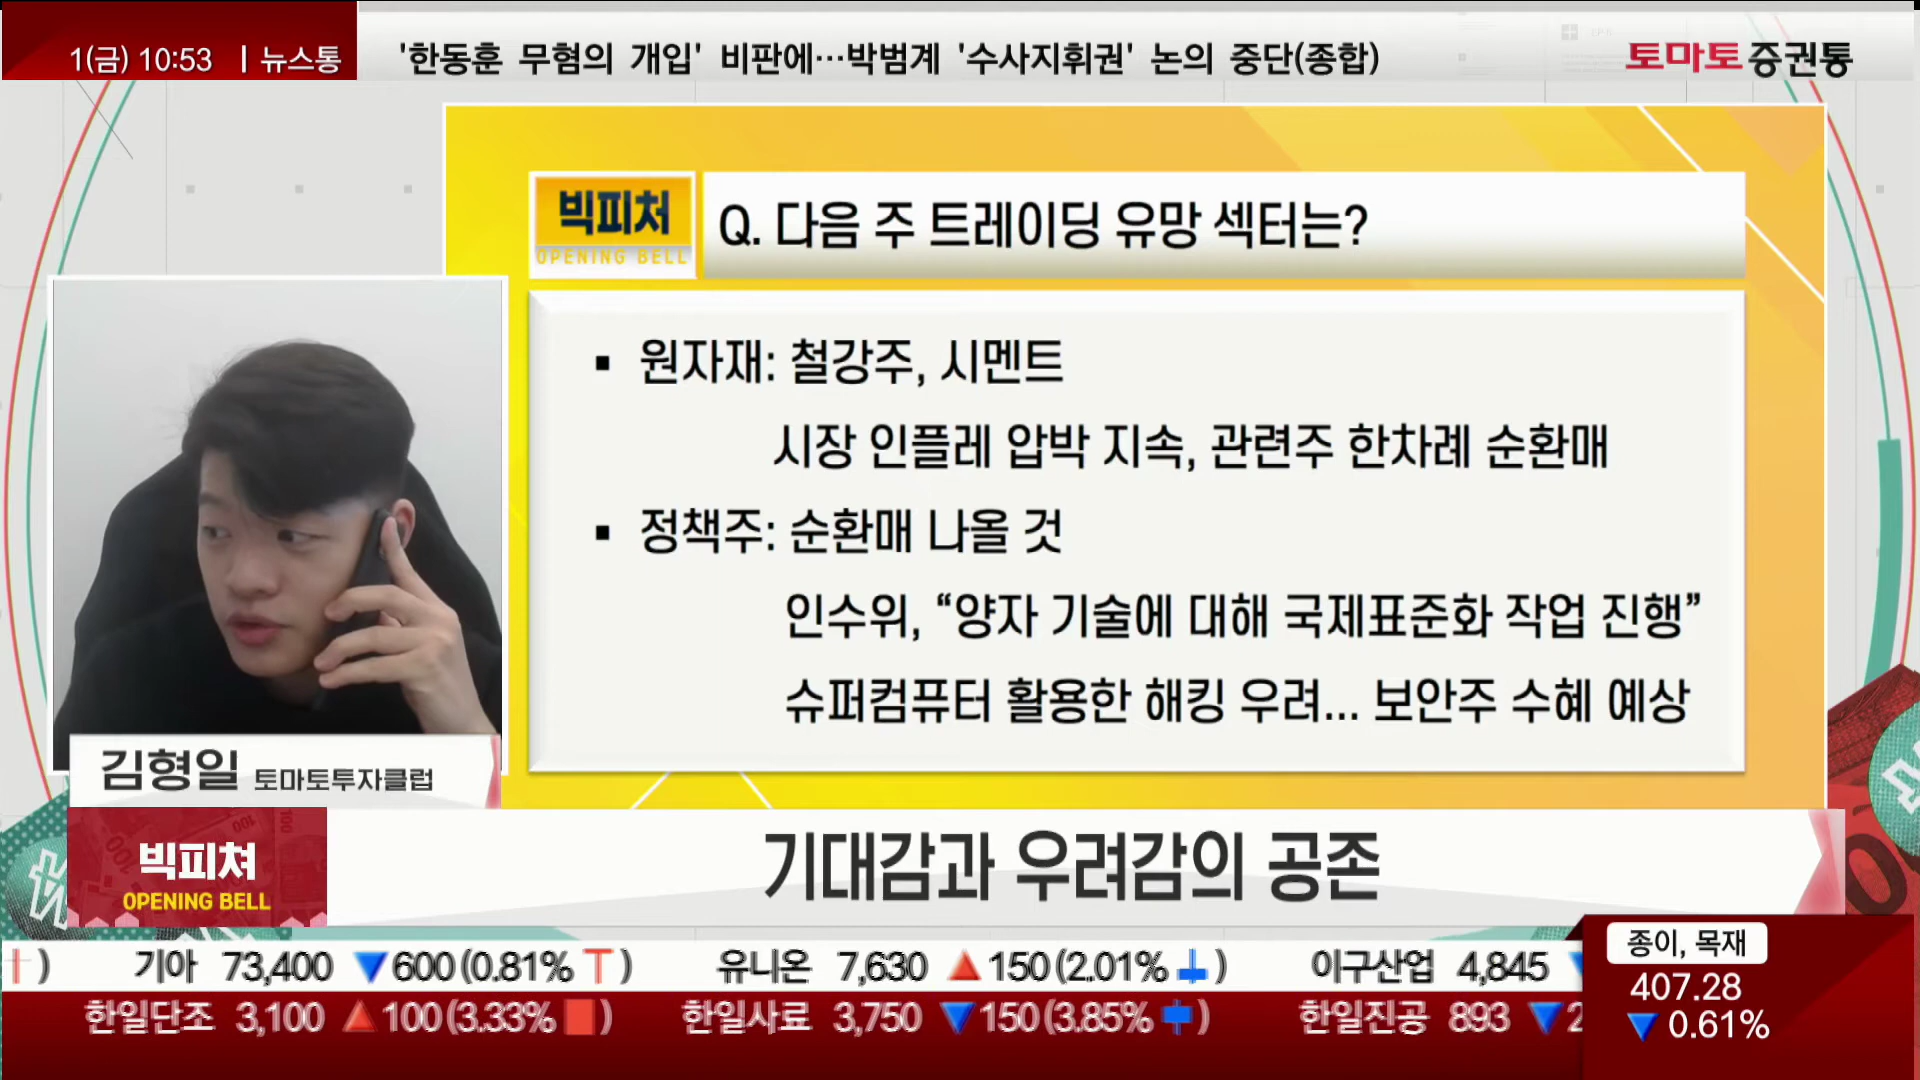 1(금) 10:53 | 뉴스통
'한동훈 무혐의 개입' 비판에…박범계 '수사지휘권' 논의 중단(종합)
토마토증권통
빅피처
OPENING BELL
Q. 다음 주 트레이딩 유망 섹터는?
▪ 원자재: 철강주, 시멘트
시장 인플레 압박 지속, 관련주 한차례 순환매
▪ 정책주: 순환매 나올 것
인수위, “양자 기술에 대해 국제표준화 작업 진행”
슈퍼컴퓨터 활용한 해킹 우려... 보안주 수혜 예상
김형일 토마토투자클럽
빅피쳐
OPENING BELL
기대감과 우려감의 공존
) 기아 73,400 ▼600(0.81% ) 유니온 7,630 ▲150(2.01% ) 이구산업 4,845
한일단조 3,100 ▲100(3.33% ) 한일사료 3,750 ▼150(3.85% ) 한일진공 893 ▼2
종이, 목재
407.28
▼ 0.61%